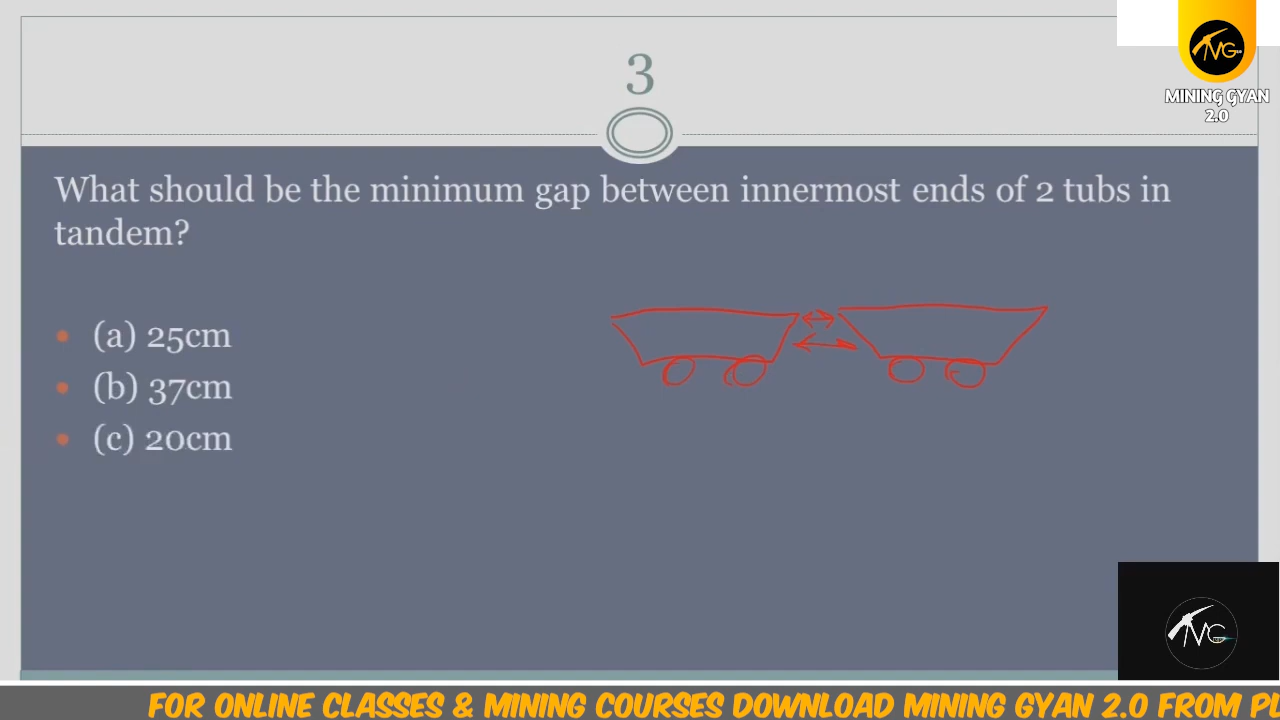 3
MINING GYAN
2.0
What should be the minimum gap between innermost ends of 2 tubs in
tandem?
(a) 25cm
(b) 37cm
(c) 20cm
FOR ONLINE CLASSES & MINING COURSES DOWNLOAD MINING GYAN 2.0 FROM